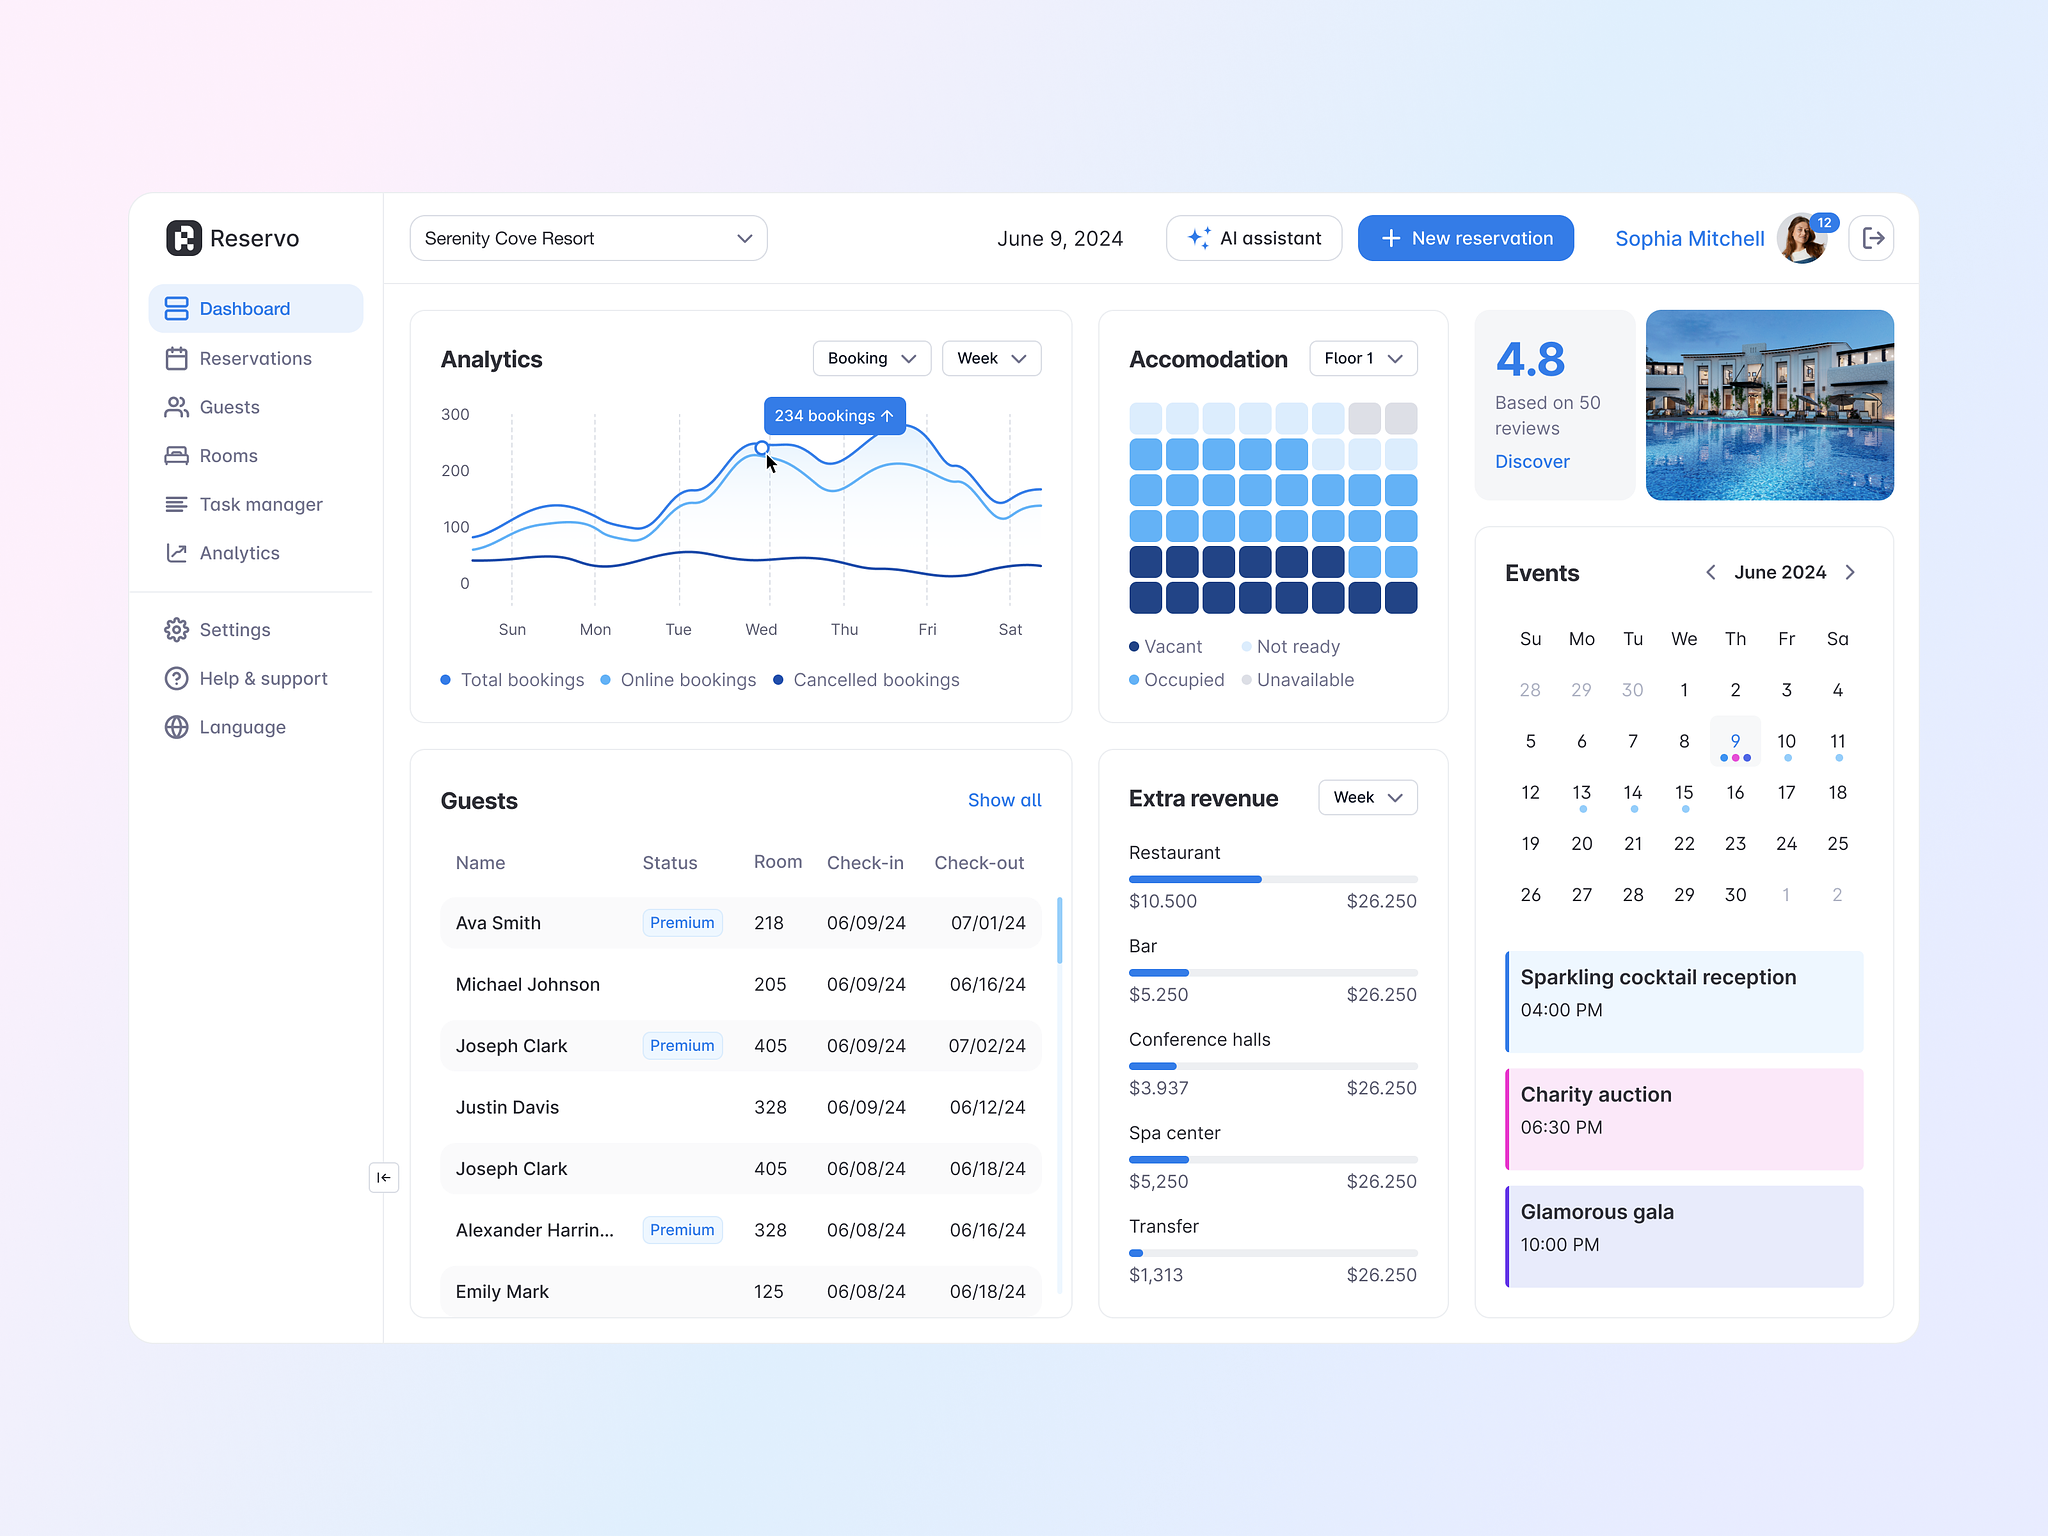 Reservo
Dashboard
Reservations
Guests
Rooms
Task manager
Analytics
Settings
Help & support
Language
Serenity Cove Resort
June 9, 2024
AI assistant
New reservation
Sophia Mitchell
12
Analytics
Booking
Week
234 bookings ↑
300
200
100
0
Sun Mon Tue Wed Thu Fri Sat
Total bookings Online bookings Cancelled bookings
Accomodation
Floor 1
Vacant Not ready
Occupied Unavailable
4.8
Based on 50
reviews
Discover
Guests
Show all
Name Status Room Check-in Check-out
Ava Smith Premium 218 06/09/24 07/01/24
Michael Johnson 205 06/09/24 06/16/24
Joseph Clark Premium 405 06/09/24 07/02/24
Justin Davis 328 06/09/24 06/12/24
Joseph Clark 405 06/08/24 06/18/24
Alexander Harrin... Premium 328 06/08/24 06/16/24
Emily Mark 125 06/08/24 06/18/24
Extra revenue
Week
Restaurant
$10.500 $26.250
Bar
$5.250 $26.250
Conference halls
$3.937 $26.250
Spa center
$5,250 $26.250
Transfer
$1,313 $26.250
Events
June 2024
Su Mo Tu We Th Fr Sa
28 29 30 1 2 3 4
5 6 7 8 9 10 11
12 13 14 15 16 17 18
19 20 21 22 23 24 25
26 27 28 29 30 1 2
Sparkling cocktail reception
04:00 PM
Charity auction
06:30 PM
Glamorous gala
10:00 PM